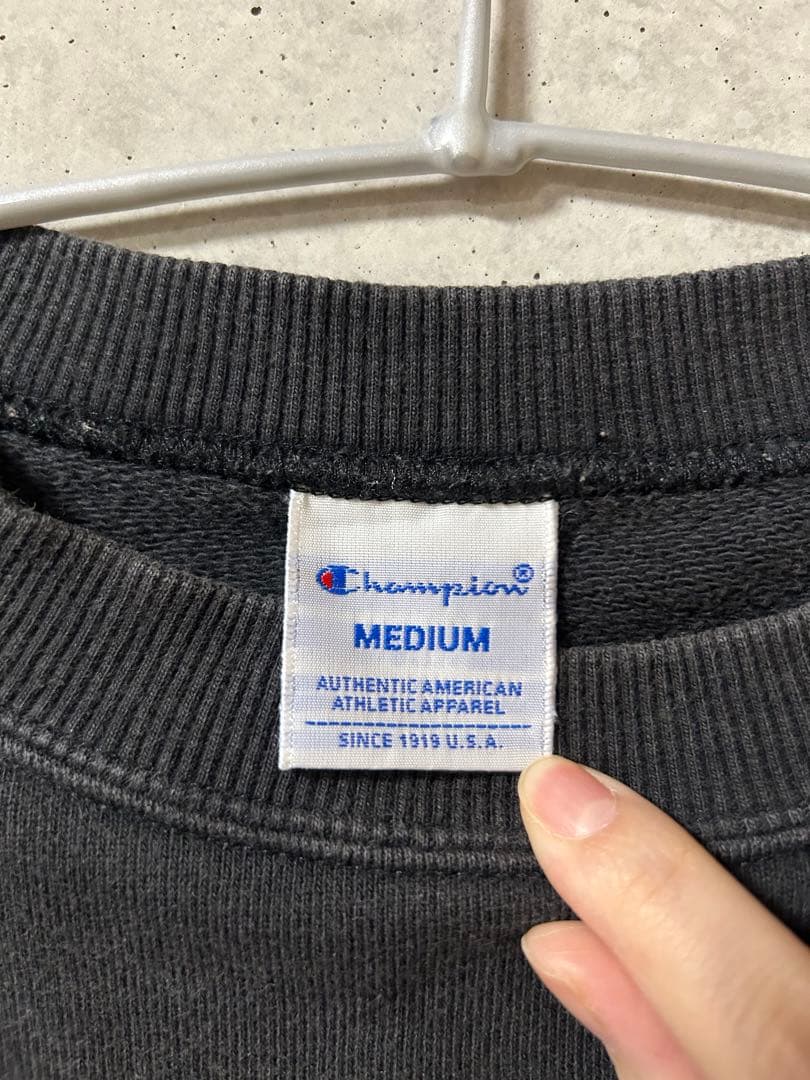 Champion®
MEDIUM
AUTHENTIC AMERICAN
ATHLETIC APPAREL
SINCE 1919 U.S.A.